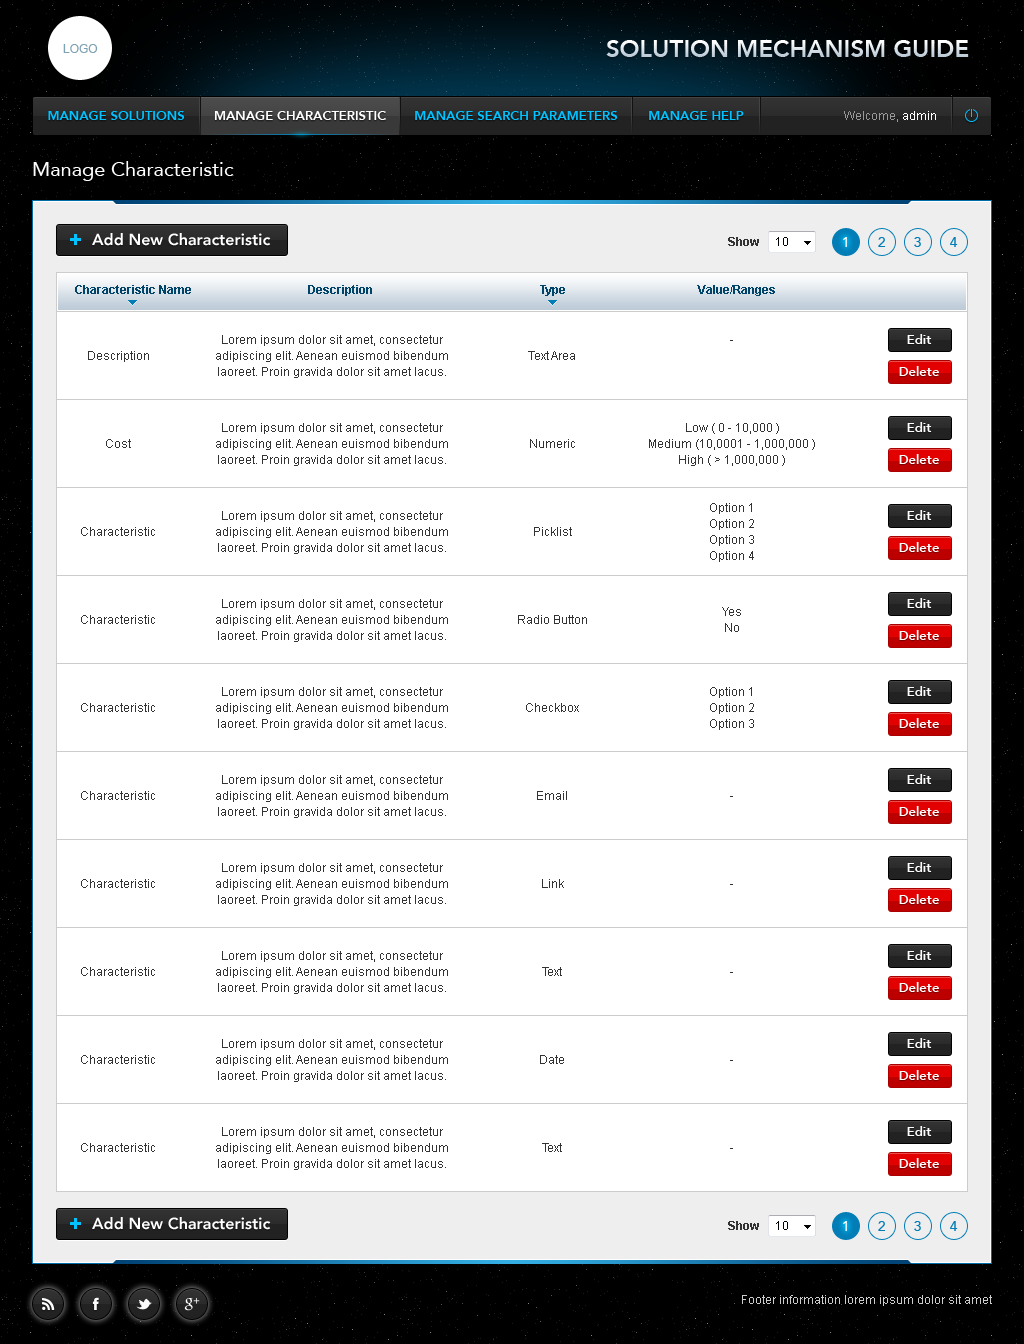 LOGO
SOLUTION MECHANISM GUIDE
MANAGE SOLUTIONS MANAGE CHARACTERISTIC MANAGE SEARCH PARAMETERS MANAGE HELP Welcome, admin
Manage Characteristic
+ Add New Characteristic Show 10 1 2 3 4
Characteristic Name Description Type Value/Ranges
Description
Lorem ipsum dolor sit amet, consectetur
adipiscing elit. Aenean euismod bibendum
laoreet. Proin gravida dolor sit amet lacus.
Text Area
-
Edit
Delete
Cost
Lorem ipsum dolor sit amet, consectetur
adipiscing elit. Aenean euismod bibendum
laoreet. Proin gravida dolor sit amet lacus.
Numeric
Low ( 0 - 10,000 )
Medium (10,0001 - 1,000,000 )
High ( > 1,000,000 )
Edit
Delete
Characteristic
Lorem ipsum dolor sit amet, consectetur
adipiscing elit. Aenean euismod bibendum
laoreet. Proin gravida dolor sit amet lacus.
Picklist
Option 1
Option 2
Option 3
Option 4
Edit
Delete
Characteristic
Lorem ipsum dolor sit amet, consectetur
adipiscing elit. Aenean euismod bibendum
laoreet. Proin gravida dolor sit amet lacus.
Radio Button
Yes
No
Edit
Delete
Characteristic
Lorem ipsum dolor sit amet, consectetur
adipiscing elit. Aenean euismod bibendum
laoreet. Proin gravida dolor sit amet lacus.
Checkbox
Option 1
Option 2
Option 3
Edit
Delete
Characteristic
Lorem ipsum dolor sit amet, consectetur
adipiscing elit. Aenean euismod bibendum
laoreet. Proin gravida dolor sit amet lacus.
Email
-
Edit
Delete
Characteristic
Lorem ipsum dolor sit amet, consectetur
adipiscing elit. Aenean euismod bibendum
laoreet. Proin gravida dolor sit amet lacus.
Link
-
Edit
Delete
Characteristic
Lorem ipsum dolor sit amet, consectetur
adipiscing elit. Aenean euismod bibendum
laoreet. Proin gravida dolor sit amet lacus.
Text
-
Edit
Delete
Characteristic
Lorem ipsum dolor sit amet, consectetur
adipiscing elit. Aenean euismod bibendum
laoreet. Proin gravida dolor sit amet lacus.
Date
-
Edit
Delete
Characteristic
Lorem ipsum dolor sit amet, consectetur
adipiscing elit. Aenean euismod bibendum
laoreet. Proin gravida dolor sit amet lacus.
Text
-
Edit
Delete
+ Add New Characteristic Show 10 1 2 3 4
f g+ Footer information lorem ipsum dolor sit amet